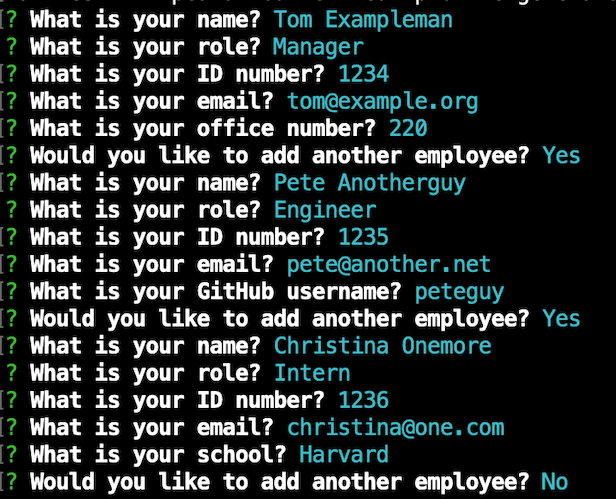 [? What is your name? Tom Exampleman
? What is your role? Manager
[? What is your ID number? 1234
[? What is your email? tom@example.org
[? What is your office number? 220
[? Would you like to add another employee? Yes
[? What is your name? Pete Anotherguy
? What is your role? Engineer
[? What is your ID number? 1235
[? What is your email? pete@another.net
[? What is your GitHub username? peteguy
[? Would you like to add another employee? Yes
[? What is your name? Christina Onemore
? What is your role? Intern
[? What is your ID number? 1236
[? What is your email? christina@one.com
[? What is your school? Harvard
[? Would you like to add another employee? No